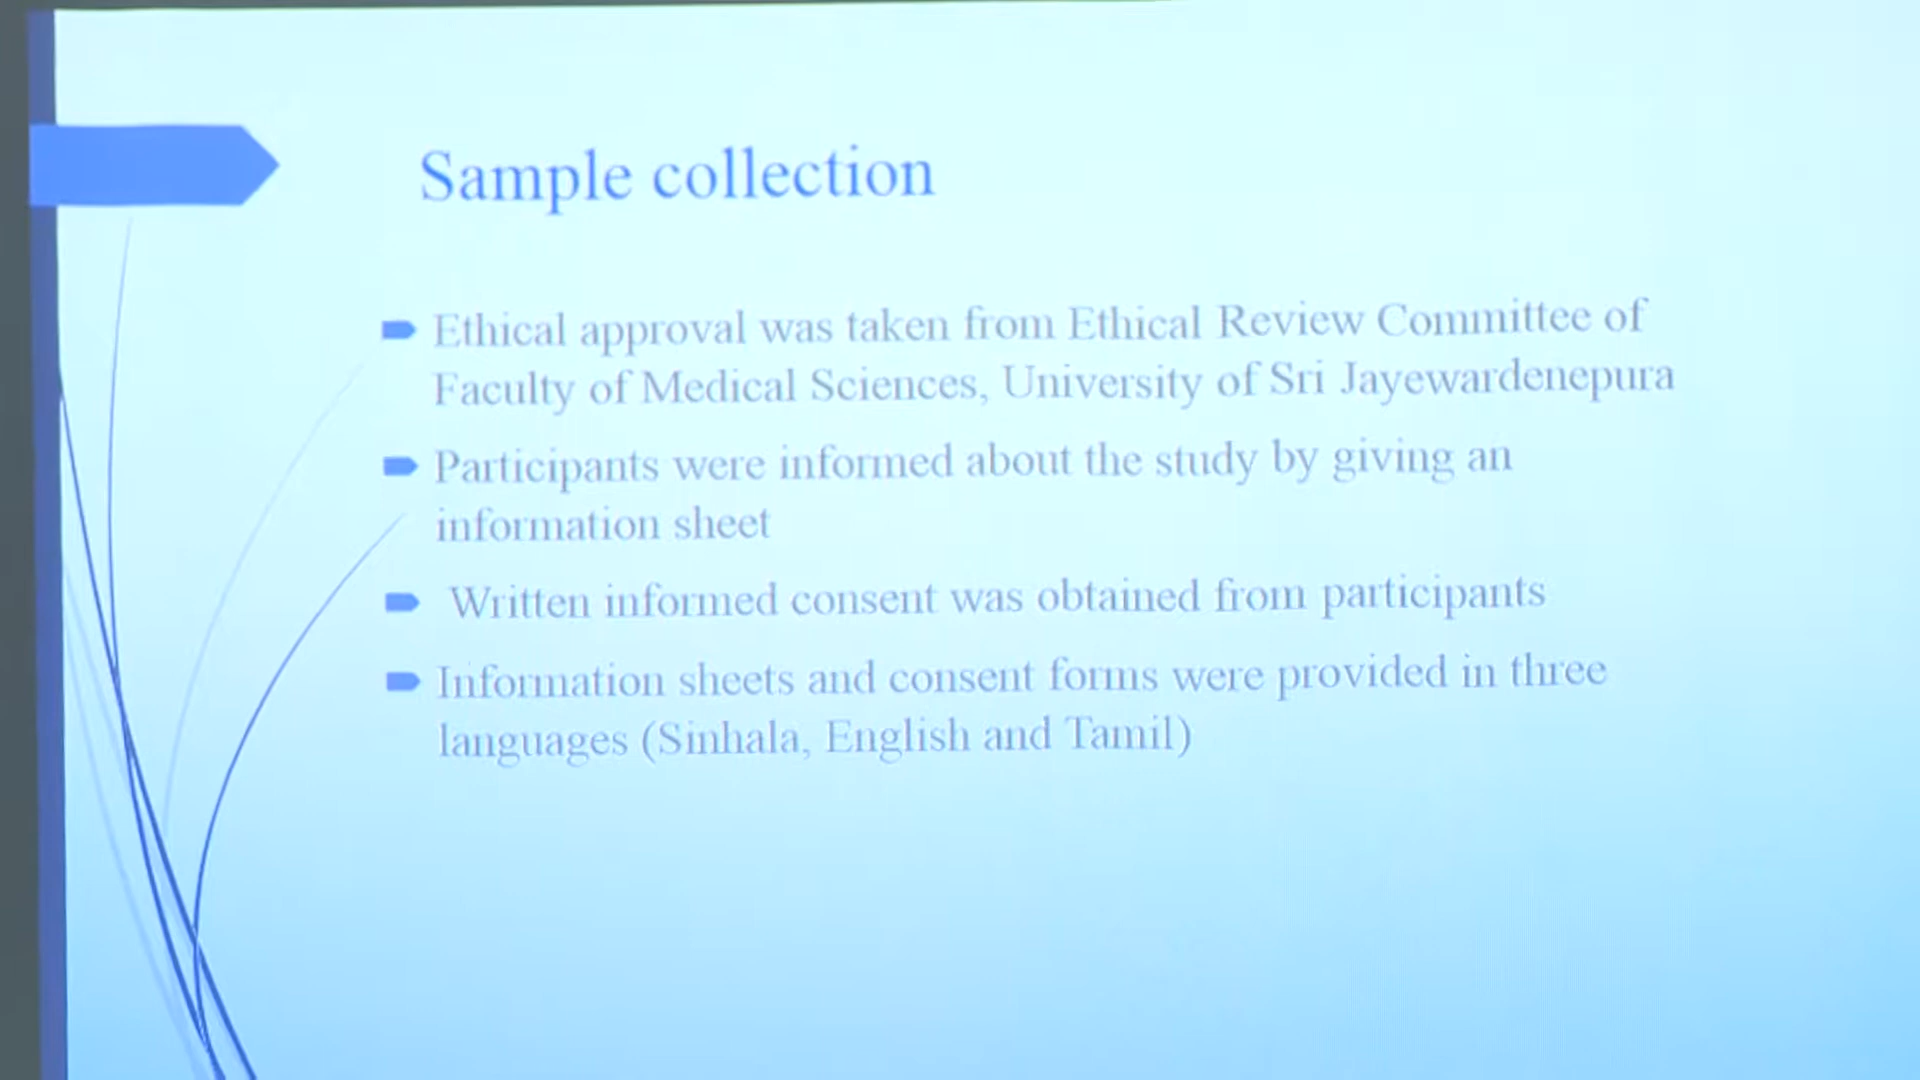 Sample collection
Ethical approval was taken from Ethical Review Committee of
Faculty of Medical Sciences, University of Sri Jayewardenepura
Participants were informed about the study by giving an
information sheet
Written informed consent was obtained from participants
Information sheets and consent forms were provided in three
languages (Sinhala, English and Tamil)